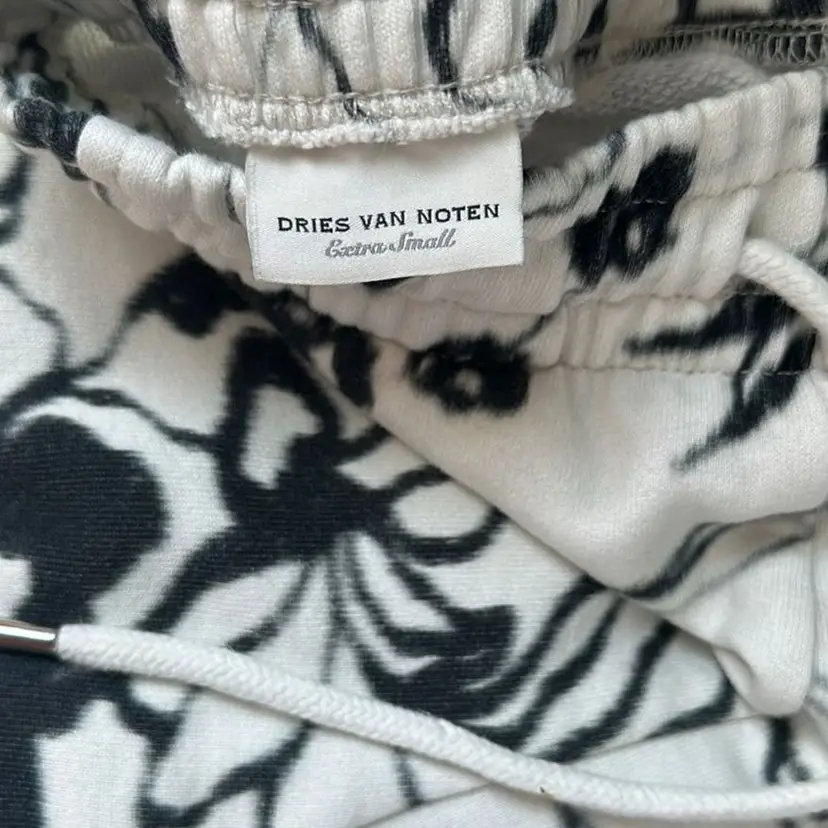 DRIES VAN NOTEN
Extra Small